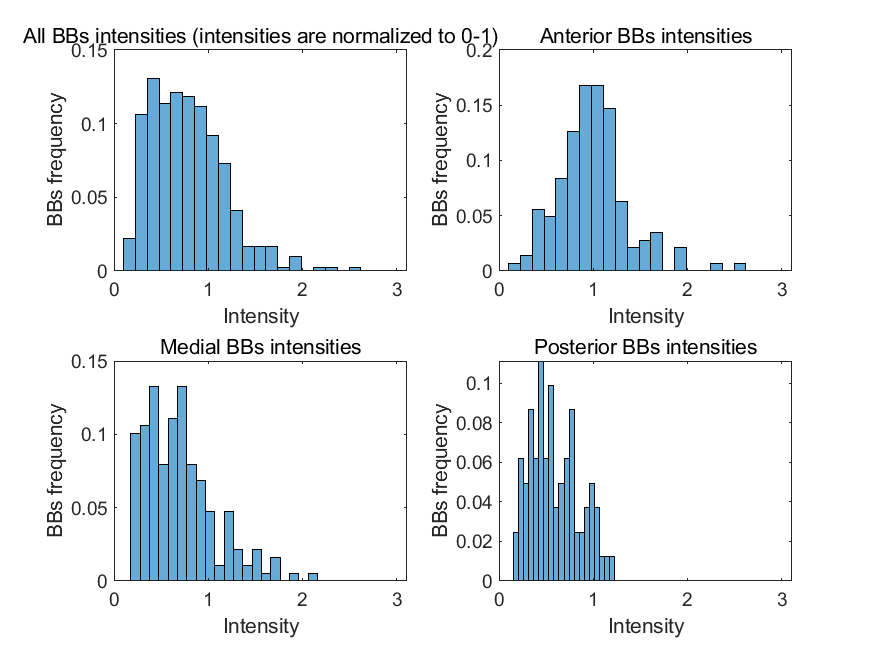 All BBs intensities (intensities are normalized to 0-1)
0.15
0.1
0.05
0
BBs frequency
0 1 2 3
Intensity
Anterior BBs intensities
0.2
0.15
0.1
0.05
0
BBs frequency
0 1 2 3
Intensity
Medial BBs intensities
0.15
0.1
0.05
0
BBs frequency
0 1 2 3
Intensity
Posterior BBs intensities
0.1
0.08
0.06
0.04
0.02
0
BBs frequency
0 1 2 3
Intensity